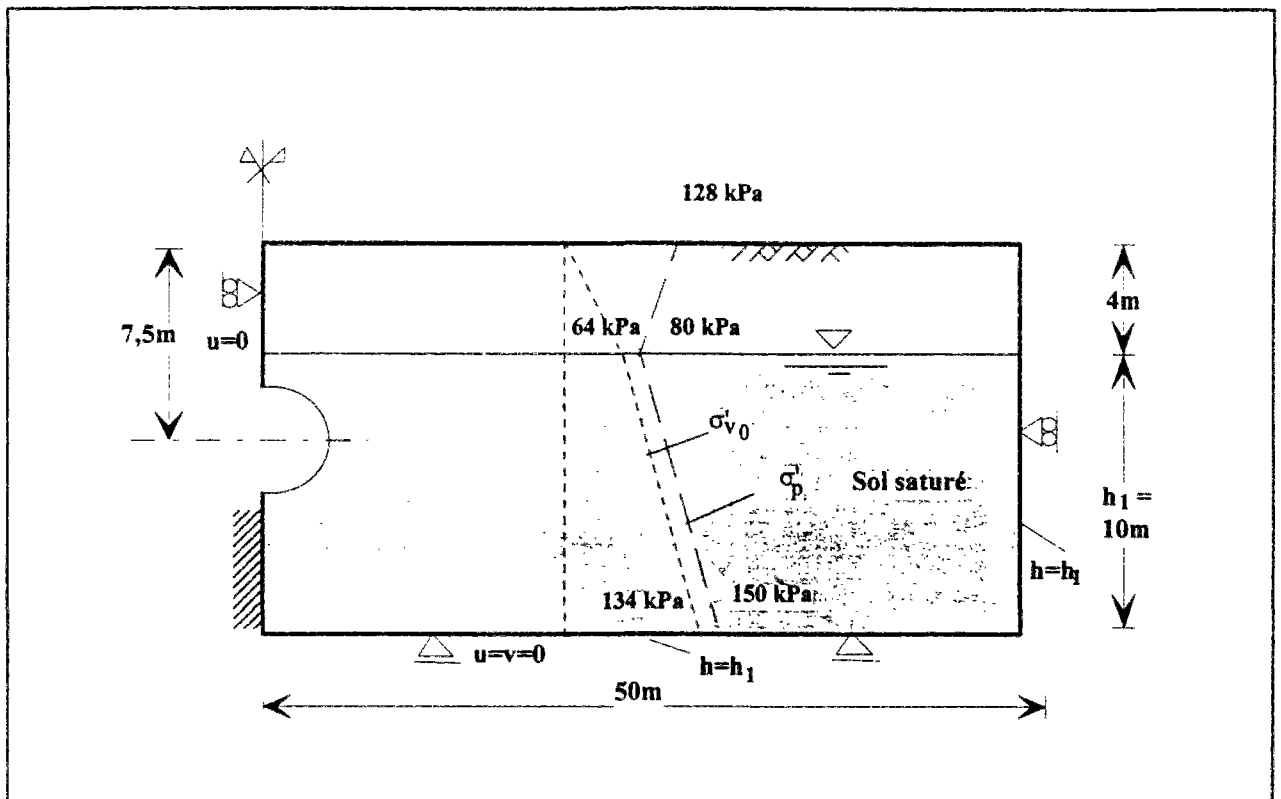 128 kPa
7,5m
u=0
64 kPa
80 kPa
4m
σ'v0
σ'p
Sol saturé
h1 =
10m
h=h1
134 kPa
150 kPa
u=v=0
h=h1
50m